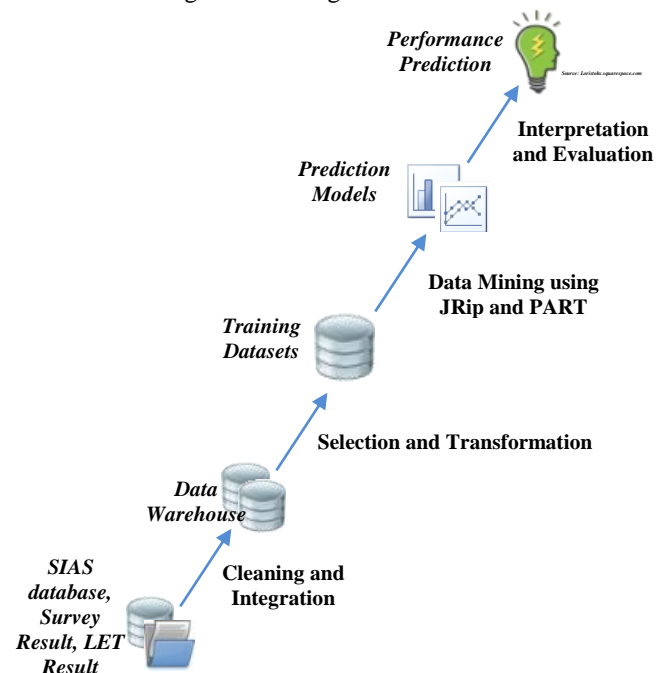 Performance
Prediction
Source: Loristoku.squarespace.com
Interpretation
and Evaluation
Prediction
Models
Data Mining using
JRip and PART
Training
Datasets
Selection and Transformation
Data
Warehouse
Cleaning and
Integration
SIAS
database,
Survey
Result, LET
Result